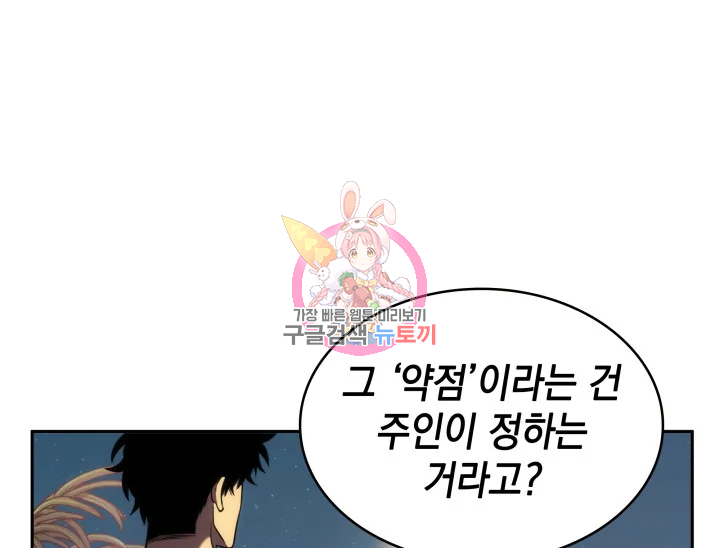 가장 빠른 웹툰 미리보기
구글검색 뉴토끼
그 ‘약점’이라는 건
주인이 정하는
거라고?